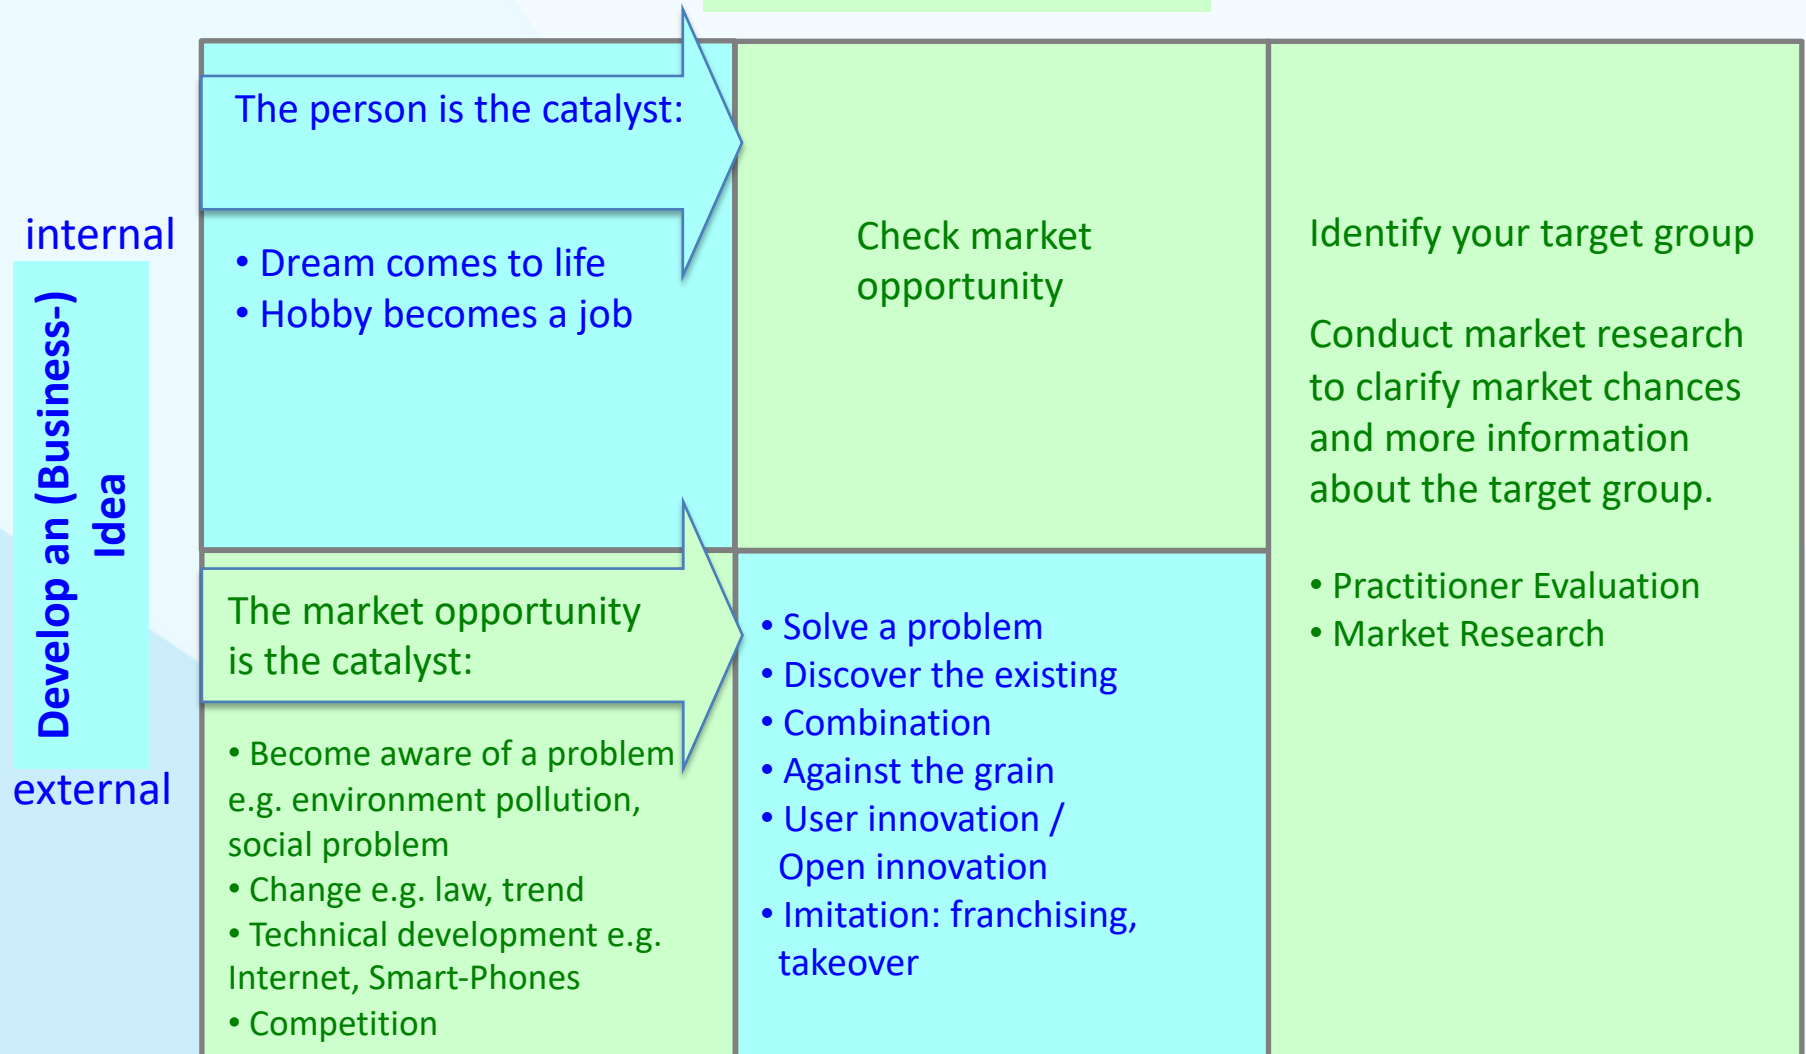 internal
Develop an (Business-)
Idea
external
The person is the catalyst:
• Dream comes to life
• Hobby becomes a job
Check market
opportunity
Identify your target group
Conduct market research
to clarify market chances
and more information
about the target group.
• Practitioner Evaluation
• Market Research
The market opportunity
is the catalyst:
• Become aware of a problem
e.g. environment pollution,
social problem
• Change e.g. law, trend
• Technical development e.g.
Internet, Smart-Phones
• Competition
• Solve a problem
• Discover the existing
• Combination
• Against the grain
• User innovation /
Open innovation
• Imitation: franchising,
takeover